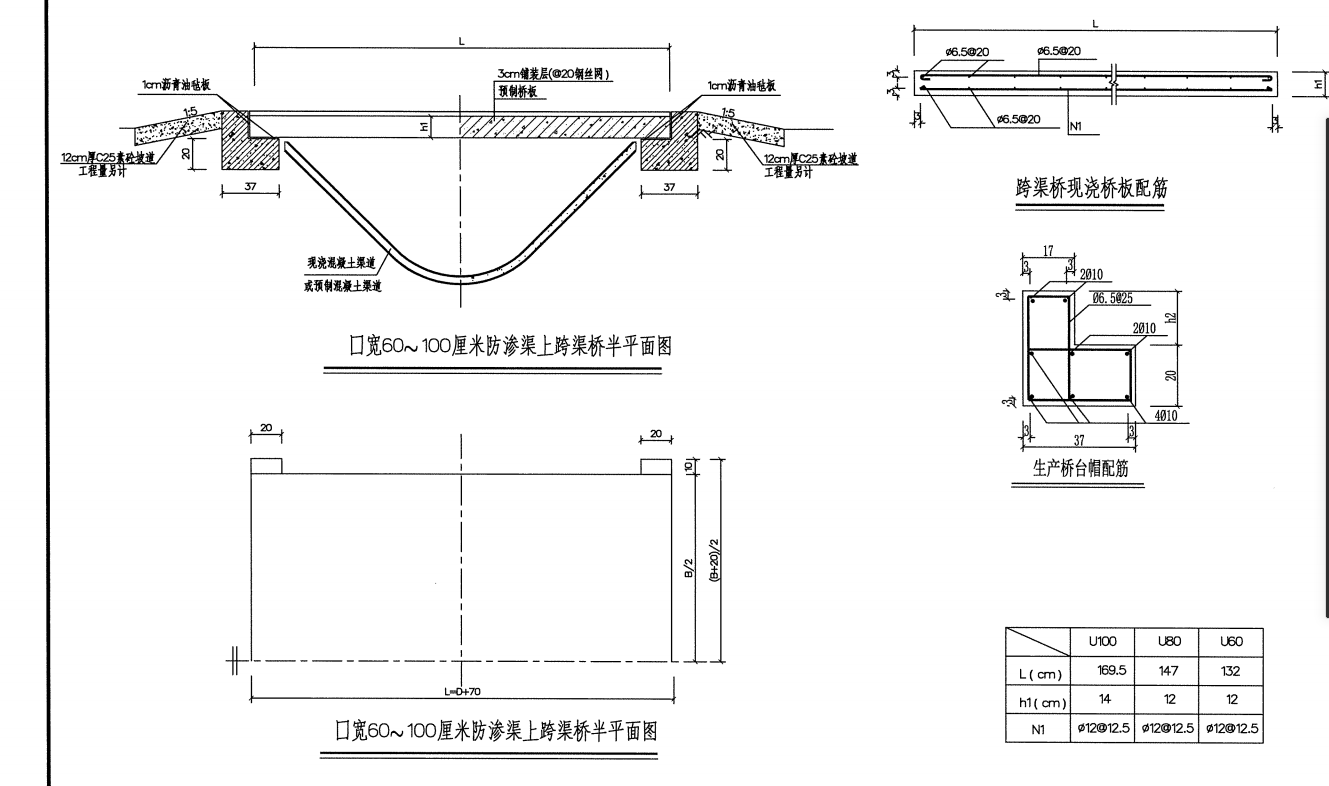 L
1cm沥青油毡板
3cm铺装层(@20钢丝网)
预制桥板
1cm沥青油毡板
1:5
h1
1:5
12cm厚C25素砼坡道
工程量另计
20
37
20
37
12cm厚C25素砼坡道
工程量另计
现浇混凝土渠道
或预制混凝土渠道
口宽60～100厘米防渗渠上跨渠桥半平面图
20
20
10
B/2
(B+20)/2
L=D+70
口宽60～100厘米防渗渠上跨渠桥半平面图
L
ø6.5@20
ø6.5@20
3
3
h1
ø6.5@20
N1
3
3
跨渠桥现浇桥板配筋
17
3
3
2Ø10
3
Ø6.5@25
h2
2Ø10
20
3
4Ø10
3
3
37
生产桥台帽配筋
U100 U80 U60
L(cm) 169.5 147 132
h1(cm) 14 12 12
N1 ø12@12.5 ø12@12.5 ø12@12.5